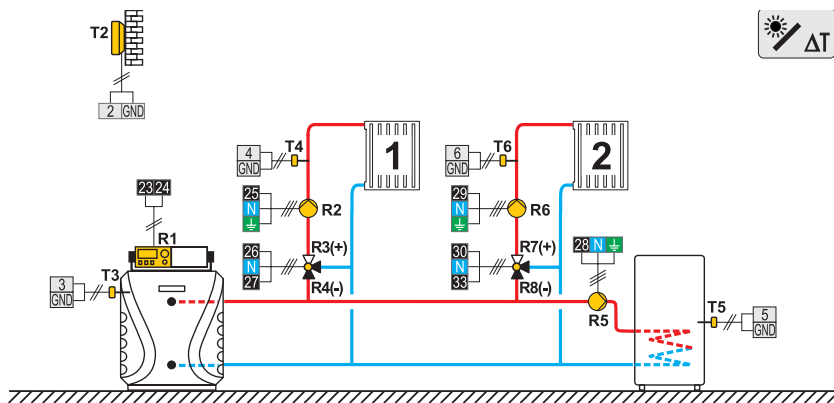 T2
2 GND
ΔT
4
GND
T4
1
6
GND
T6
2
23 24
R1
25
N
R2
29
N
R6
28 N
26
N
27
R3(+)
R4(-)
30
N
33
R7(+)
R8(-)
3
GND
T3
R5
T5
5
GND